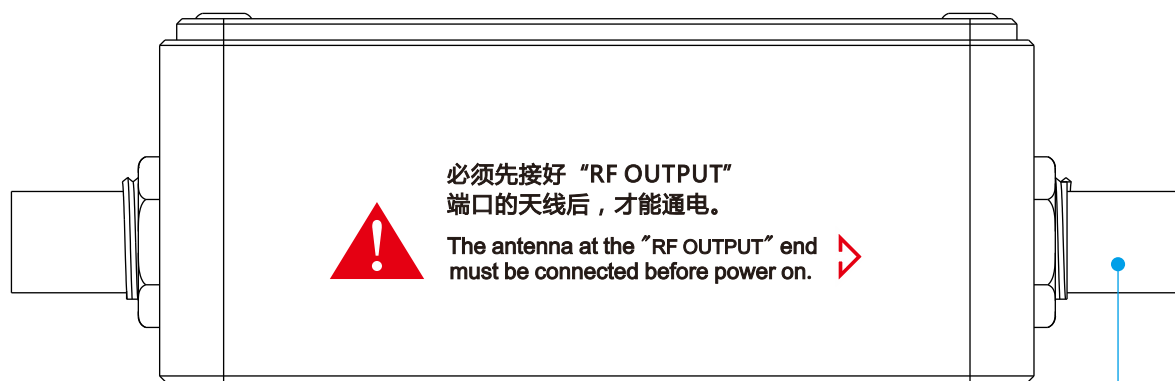 必须先接好 “RF OUTPUT”
端口的天线后，才能通电。
The antenna at the "RF OUTPUT" end
must be connected before power on.